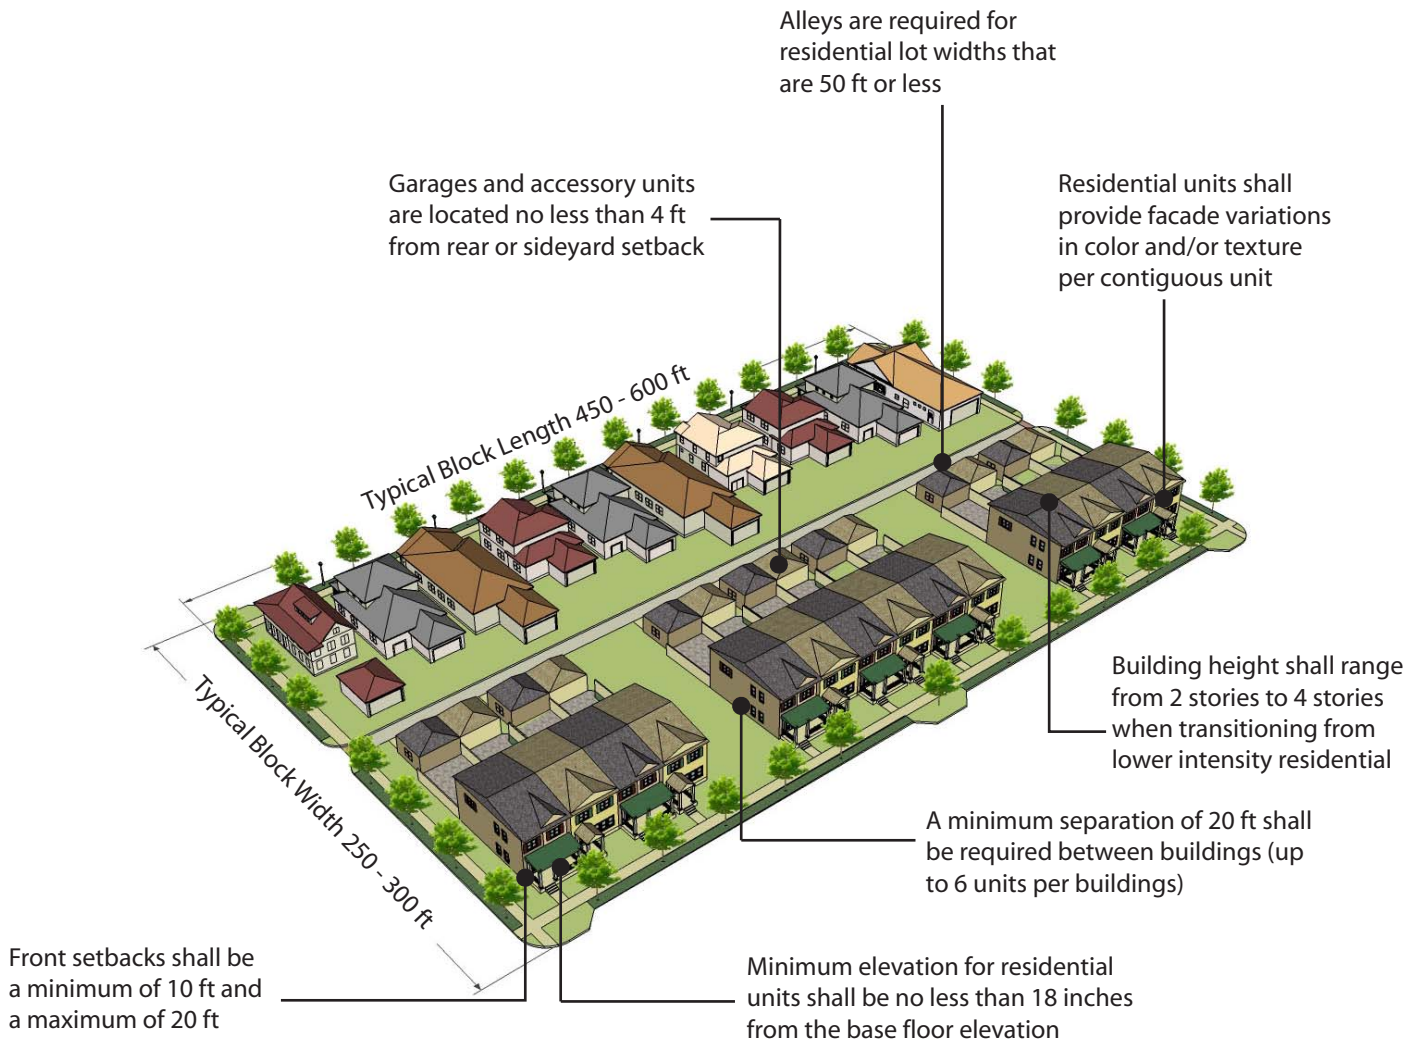 Alleys are required for
residential lot widths that
are 50 ft or less
Garages and accessory units
are located no less than 4 ft
from rear or sideyard setback
Residential units shall
provide facade variations
in color and/or texture
per contiguous unit
Typical Block Length 450 - 600 ft
Typical Block Width 250 - 300 ft
Building height shall range
from 2 stories to 4 stories
when transitioning from
lower intensity residential
A minimum separation of 20 ft shall
be required between buildings (up
to 6 units per buildings)
Front setbacks shall be
a minimum of 10 ft and
a maximum of 20 ft
Minimum elevation for residential
units shall be no less than 18 inches
from the base floor elevation